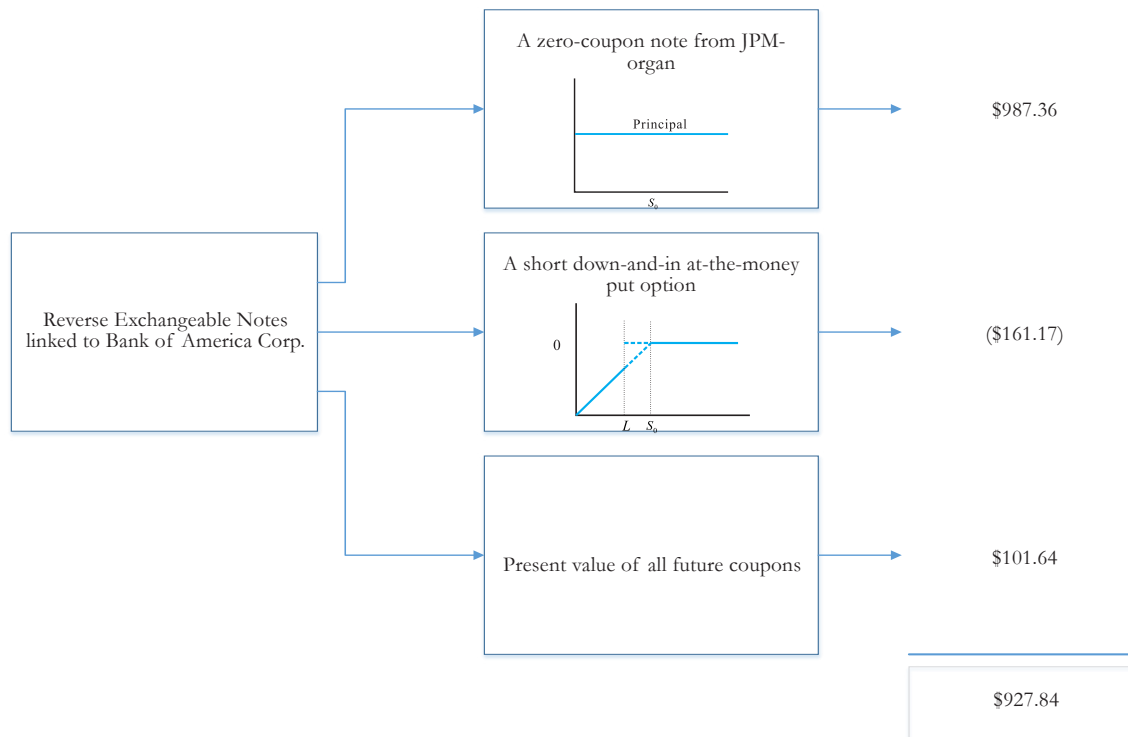 A zero-coupon note from JPM-
organ
Principal
S₀
$987.36
Reverse Exchangeable Notes
linked to Bank of America Corp.
A short down-and-in at-the-money
put option
0
L S₀
($161.17)
Present value of all future coupons
$101.64
$927.84